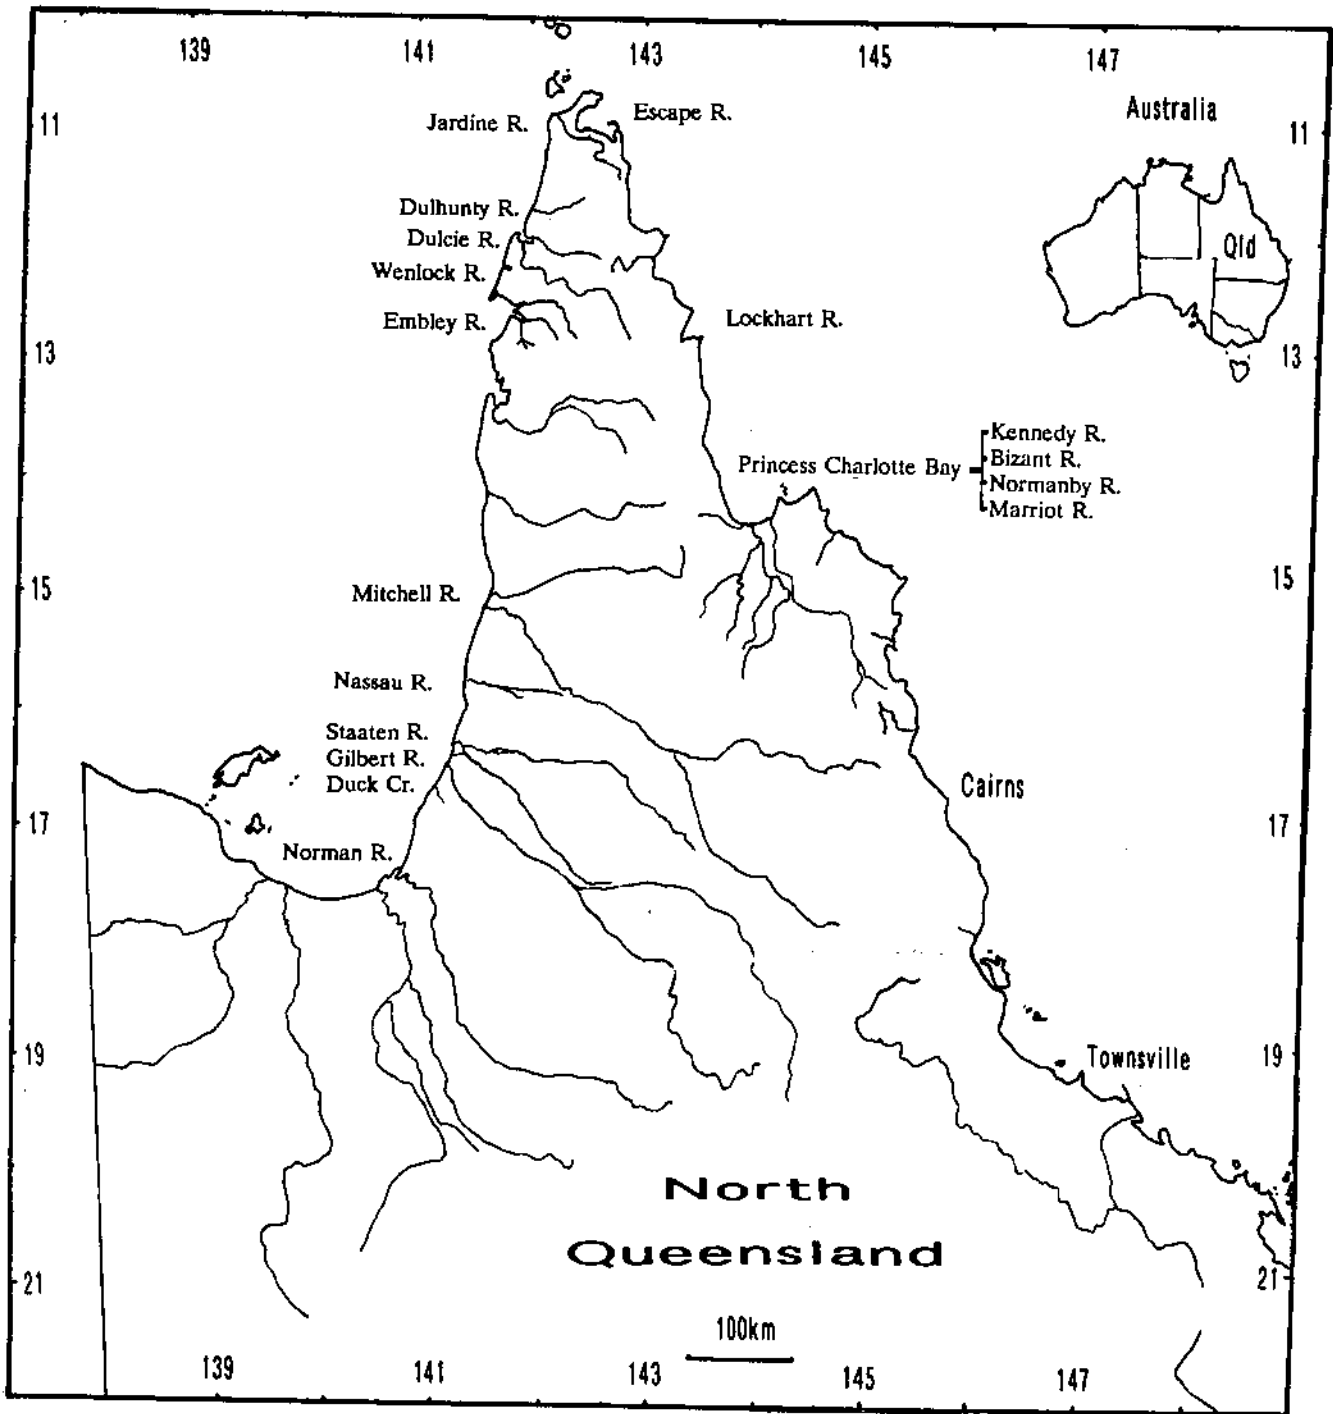 139 141 143 145 147
Australia
11 Jardine R. Escape R. 11
Dulhunty R.
Dulcie R.
Qld
Wenlock R.
Embley R. Lockhart R.
13 13
Kennedy R.
Princess Charlotte Bay Bizant R.
Normanby R.
Marriot R.
15 Mitchell R. 15
Nassau R.
Staaten R.
Gilbert R.
Duck Cr. Cairns
17 17
Norman R.
19 Townsville 19
North
Queensland
21 21
100km
139 141 143 145 147